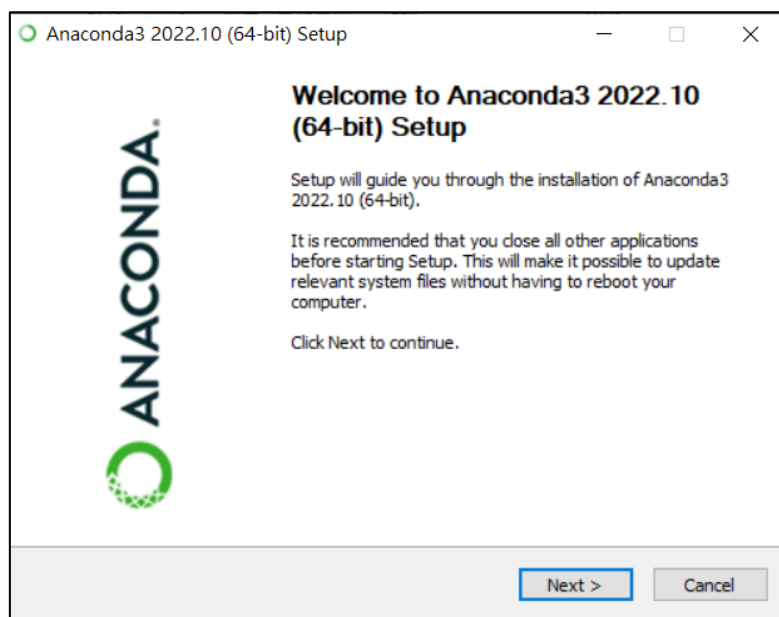 Anaconda3 2022.10 (64-bit) Setup
ANACONDA.
Welcome to Anaconda3 2022.10
(64-bit) Setup
Setup will guide you through the installation of Anaconda3
2022.10 (64-bit).
It is recommended that you close all other applications
before starting Setup. This will make it possible to update
relevant system files without having to reboot your
computer.
Click Next to continue.
Next >
Cancel